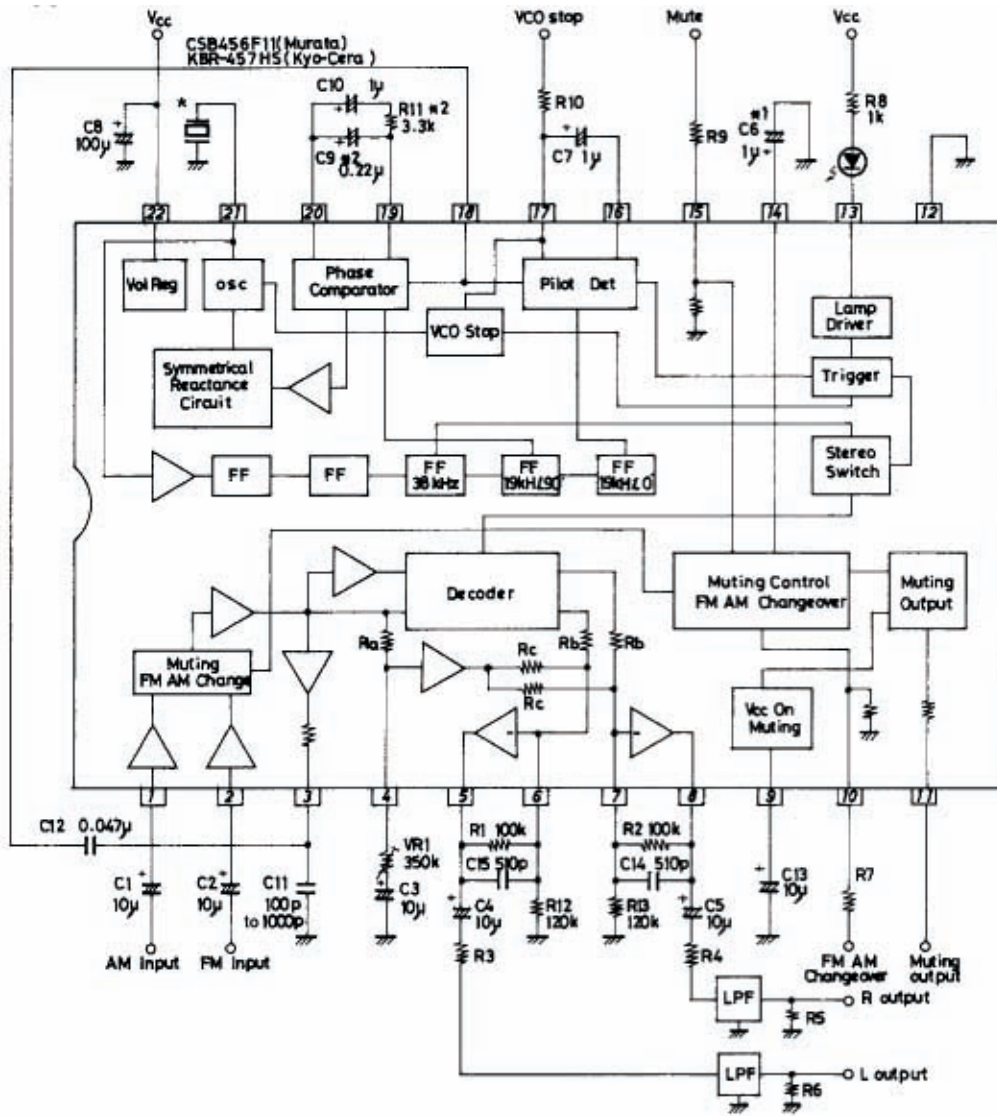 Vcc
VCO stop
Mute
Vcc
CSB456F11(Murata)
KBR-457HS(Kyo-Cera)
C10 1μ
R11 *2
3.3k
C9 *2
0.22μ
*
C8
100μ
R10
C7 1μ
R9
*1
C6
1μ
R8
1k
22
21
20
19
18
17
16
15
14
13
12
Vol Reg
OSC
Phase
Comparator
VCO Stop
Pilot Det
Lamp
Driver
Trigger
Stereo
Switch
Symmetrical
Reactance
Circuit
FF
FF
FF
38kHz
FF
19kHz∠90°
FF
19kHz∠0°
Decoder
Muting Control
FM AM Changeover
Muting
Output
Ra
Rb
Rb
Rc
Rc
Muting
FM AM Change
Vcc On
Muting
1
2
3
4
5
6
7
8
9
10
11
C12 0.047μ
C1
10μ
C2
10μ
C11
100p
to 1000p
VR1
350k
C3
10μ
R1 100k
C15 510p
C4
10μ
R12
120k
R3
R2 100k
C14 510p
R13
120k
C5
10μ
R4
C13
10μ
R7
AM Input
FM Input
FM AM
Changeover
Muting
output
LPF
R output
R5
LPF
L output
R6